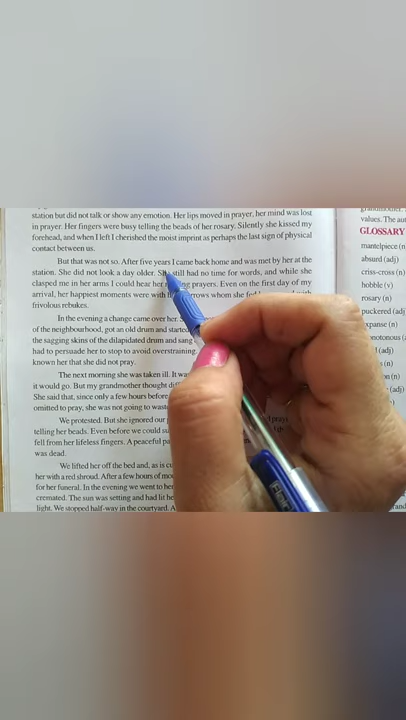 station but did not talk or show any emotion. Her lips moved in prayer, her mind was lost
in prayer. Her fingers were busy telling the beads of her rosary. Silently she kissed my
forehead, and when I left I cherished the moist imprint as perhaps the last sign of physical
contact between us.
But that was not so. After five years I came back home and was met by her at the
station. She did not look a day older. She still had no time for words, and while she
clasped me in her arms I could hear her prayers. Even on the first day of my
arrival, her happiest moments were with whom she
frivolous rebukes.
In the evening a change came over her.
of the neighbourhood, got an old drum and started
the sagging skins of the dilapidated drum and sang
had to persuade her to stop to avoid overstraining.
known her that she did not pray.
The next morning she was taken ill. It
it would go. But my grandmother thought
She said that, since only a few hours before
omitted to pray, she was not going to
We protested. But she ignored our I
telling her beads. Even before we could
fell from her lifeless fingers. A peaceful
was dead.
We lifted her off the bed and, as is
her with a red shroud. After a few hours of
for her funeral. In the evening we went to her
cremated. The sun was setting and had lit
light. We stopped half-way in the courtyard. A
values. The
GLOSSARY
mantelpiece (n
absurd (adj)
criss-cross (n)
hobble (v)
rosary (n)
puckered (adj
(n)
(adj
(adj)
(n)
(adj)